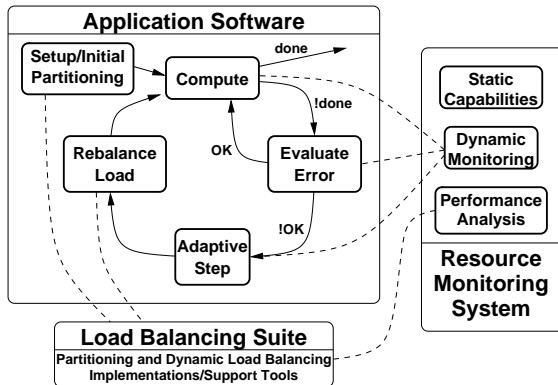 Application Software
Setup/Initial
Partitioning
Compute
done
!done
OK
Rebalance
Load
Evaluate
Error
!OK
Adaptive
Step
Static
Capabilities
Dynamic
Monitoring
Performance
Analysis
Resource
Monitoring
System
Load Balancing Suite
Partitioning and Dynamic Load Balancing
Implementations/Support Tools